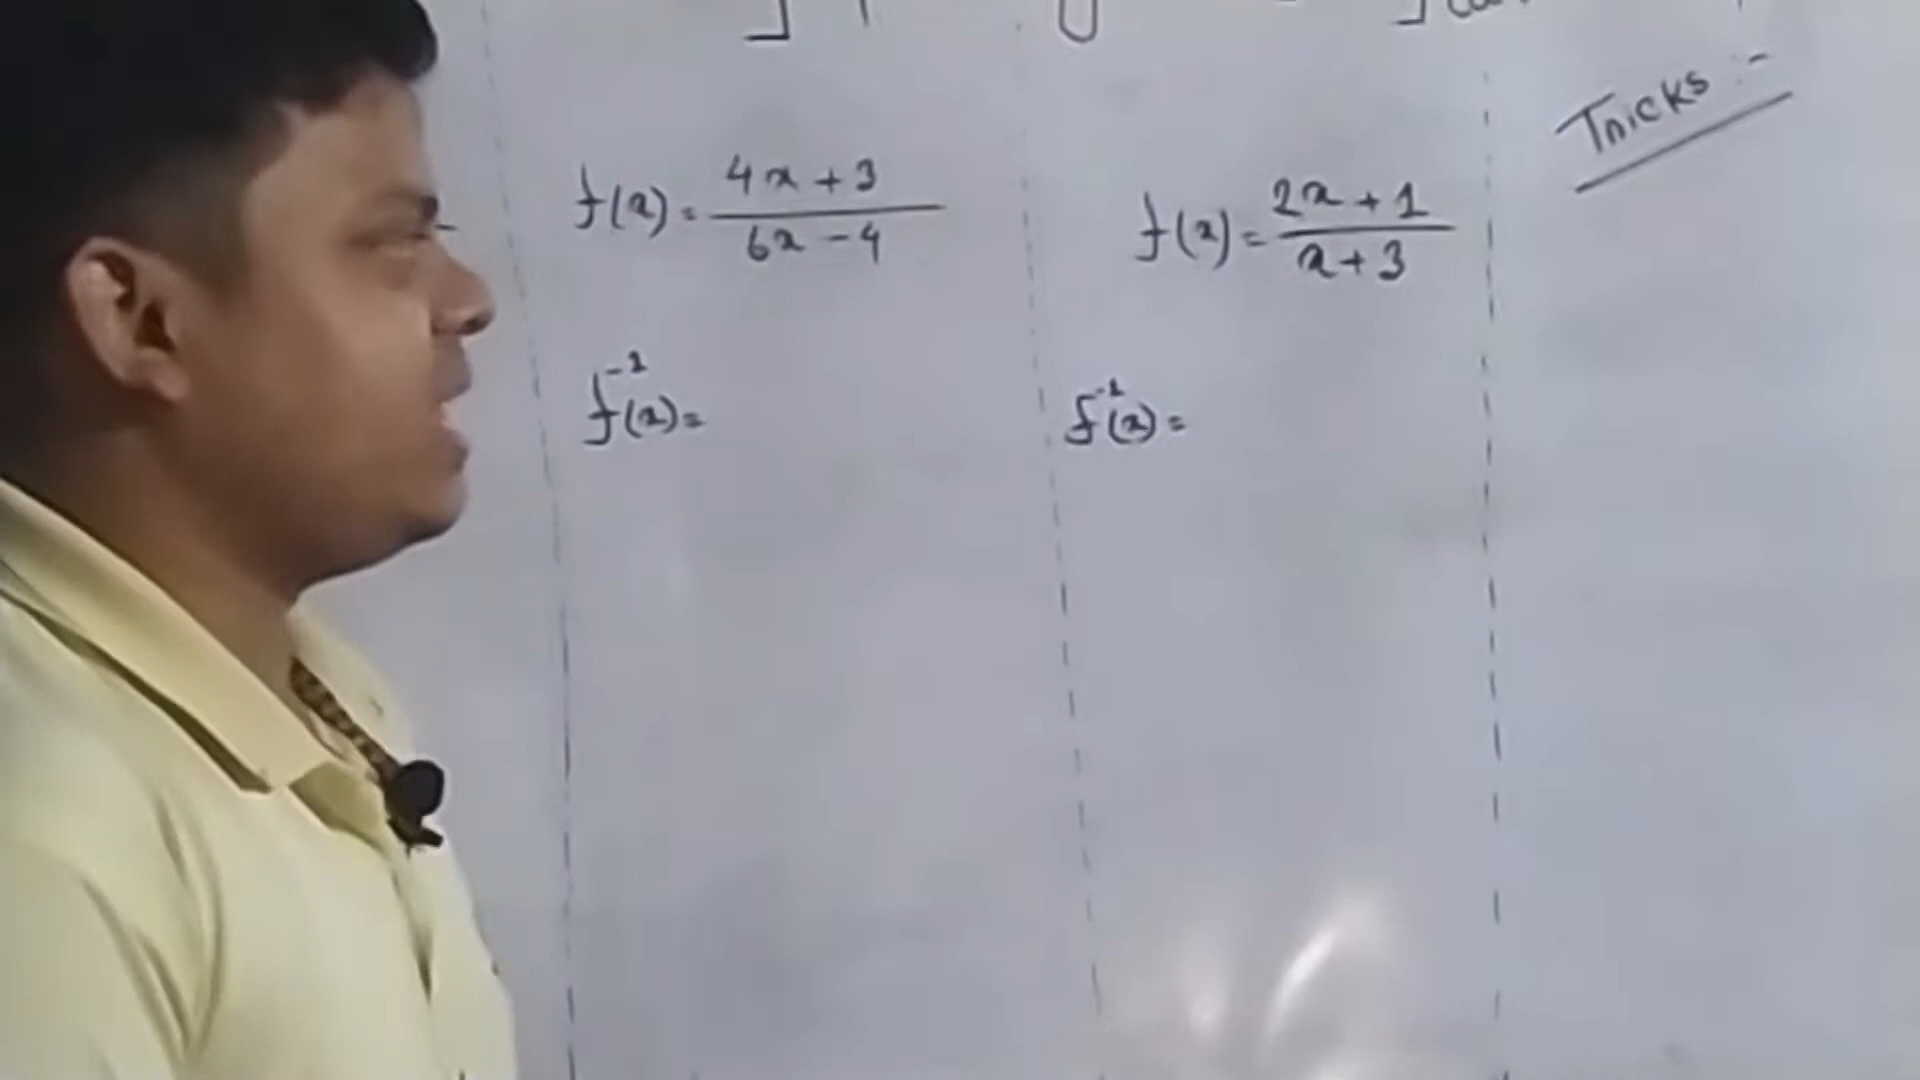 f(x) = 4x + 3 / 6x - 4
f⁻¹(x) =
f(x) = 2x + 1 / x + 3
f⁻¹(x) =
Tricks :-